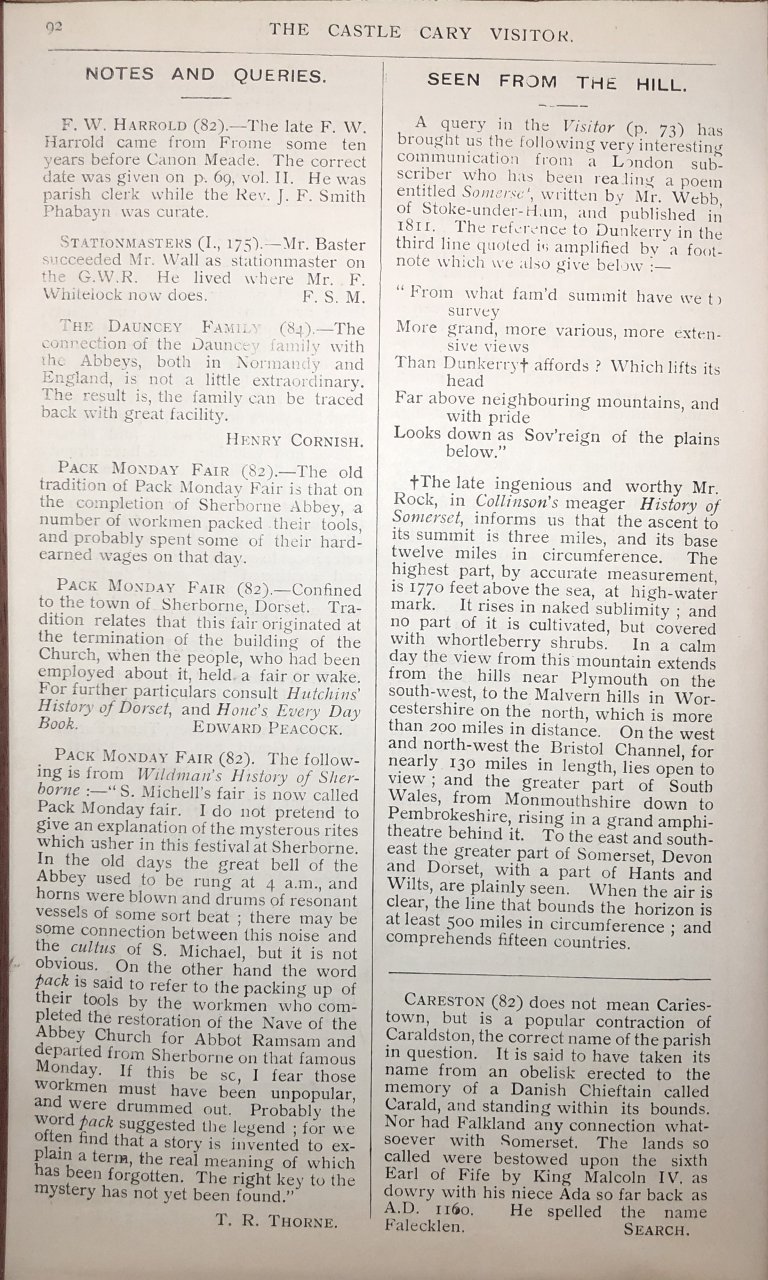 92
THE CASTLE CARY VISITOR.
NOTES AND QUERIES.
F. W. HARROLD (82).—The late F. W.
Harrold came from Frome some ten
years before Canon Meade. The correct
date was given on p. 69, vol. II. He was
parish clerk while the Rev. J. F. Smith
Phabayn was curate.
STATIONMASTERS (I., 175).—Mr. Baster
succeeded Mr. Wall as stationmaster on
the G.W.R. He lived where Mr. F.
Whitelock now does. F. S. M.
THE DAUNCEY FAMILY (84).—The
connection of the Dauncey family with
the Abbeys, both in Normandy and
England, is not a little extraordinary.
The result is, the family can be traced
back with great facility.
HENRY CORNISH.
PACK MONDAY FAIR (82).—The old
tradition of Pack Monday Fair is that on
the completion of Sherborne Abbey, a
number of workmen packed their tools,
and probably spent some of their hard-
earned wages on that day.
PACK MONDAY FAIR (82).—Confined
to the town of Sherborne, Dorset. Tra-
dition relates that this fair originated at
the termination of the building of the
Church, when the people, who had been
employed about it, held a fair or wake.
For further particulars consult Hutchins'
History of Dorset, and Hone's Every Day
Book. EDWARD PEACOCK.
PACK MONDAY FAIR (82). The follow-
ing is from Wildman's History of Sher-
borne :—“S. Michell's fair is now called
Pack Monday fair. I do not pretend to
give an explanation of the mysterous rites
which usher in this festival at Sherborne.
In the old days the great bell of the
Abbey used to be rung at 4 a.m., and
horns were blown and drums of resonant
vessels of some sort beat ; there may be
some connection between this noise and
the cultus of S. Michael, but it is not
obvious. On the other hand the word
pack is said to refer to the packing up of
their tools by the workmen who com-
pleted the restoration of the Nave of the
Abbey Church for Abbot Ramsam and
departed from Sherborne on that famous
Monday. If this be sc, I fear those
workmen must have been unpopular,
and were drummed out. Probably the
word pack suggested the legend ; for we
often find that a story is invented to ex-
plain a term, the real meaning of which
has been forgotten. The right key to the
mystery has not yet been found.”
T. R. THORNE.
SEEN FROM THE HILL.
A query in the Visitor (p. 73) has
brought us the following very interesting
communication from a London sub-
scriber who has been reading a poem
entitled Somerset, written by Mr. Webb,
of Stoke-under-Ham, and published in
1811. The reference to Dunkerry in the
third line quoted is amplified by a foot-
note which we also give below :—
“ From what fam'd summit have we to
survey
More grand, more various, more exten-
sive views
Than Dunkerry† affords ? Which lifts its
head
Far above neighbouring mountains, and
with pride
Looks down as Sov'reign of the plains
below.”
†The late ingenious and worthy Mr.
Rock, in Collinson's meager History of
Somerset, informs us that the ascent to
its summit is three miles, and its base
twelve miles in circumference. The
highest part, by accurate measurement,
is 1770 feet above the sea, at high-water
mark. It rises in naked sublimity ; and
no part of it is cultivated, but covered
with whortleberry shrubs. In a calm
day the view from this mountain extends
from the hills near Plymouth on the
south-west, to the Malvern hills in Wor-
cestershire on the north, which is more
than 200 miles in distance. On the west
and north-west the Bristol Channel, for
nearly 130 miles in length, lies open to
view ; and the greater part of South
Wales, from Monmouthshire down to
Pembrokeshire, rising in a grand amphi-
theatre behind it. To the east and south-
east the greater part of Somerset, Devon
and Dorset, with a part of Hants and
Wilts, are plainly seen. When the air is
clear, the line that bounds the horizon is
at least 500 miles in circumference ; and
comprehends fifteen countries.
CARESTON (82) does not mean Caries-
town, but is a popular contraction of
Caraldston, the correct name of the parish
in question. It is said to have taken its
name from an obelisk erected to the
memory of a Danish Chieftain called
Carald, and standing within its bounds.
Nor had Falkland any connection what-
soever with Somerset. The lands so
called were bestowed upon the sixth
Earl of Fife by King Malcoln IV. as
dowry with his niece Ada so far back as
A.D. 1160. He spelled the name
Falecklen. SEARCH.